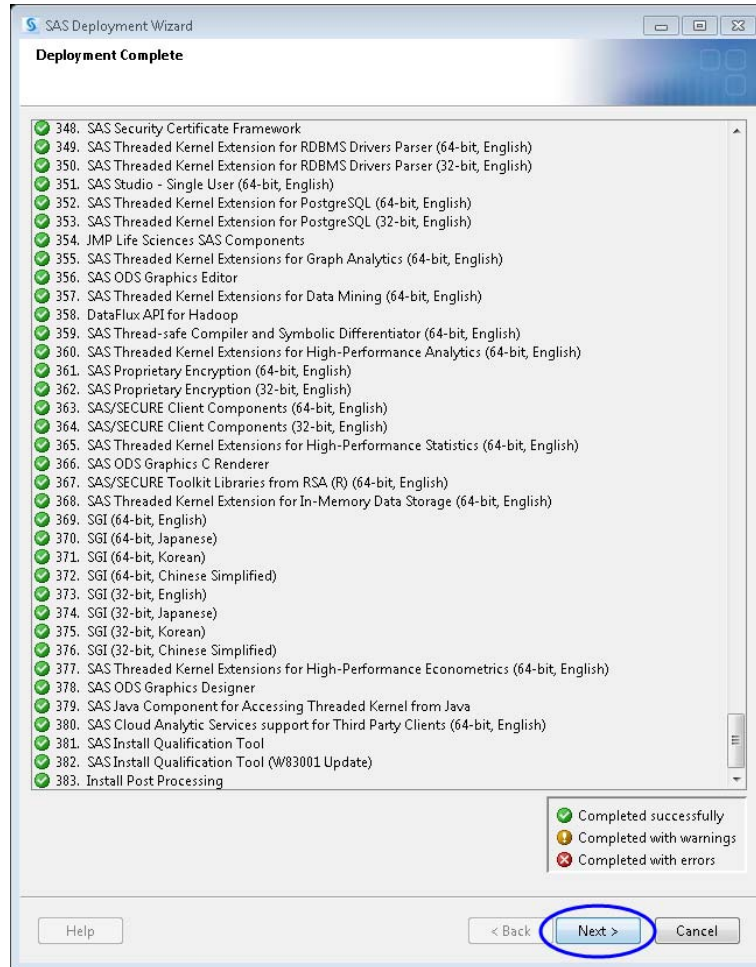 SAS Deployment Wizard
Deployment Complete
348. SAS Security Certificate Framework
349. SAS Threaded Kernel Extension for RDBMS Drivers Parser (64-bit, English)
350. SAS Threaded Kernel Extension for RDBMS Drivers Parser (32-bit, English)
351. SAS Studio - Single User (64-bit, English)
352. SAS Threaded Kernel Extension for PostgreSQL (64-bit, English)
353. SAS Threaded Kernel Extension for PostgreSQL (32-bit, English)
354. JMP Life Sciences SAS Components
355. SAS Threaded Kernel Extensions for Graph Analytics (64-bit, English)
356. SAS ODS Graphics Editor
357. SAS Threaded Kernel Extensions for Data Mining (64-bit, English)
358. DataFlux API for Hadoop
359. SAS Thread-safe Compiler and Symbolic Differentiator (64-bit, English)
360. SAS Threaded Kernel Extensions for High-Performance Analytics (64-bit, English)
361. SAS Proprietary Encryption (64-bit, English)
362. SAS Proprietary Encryption (32-bit, English)
363. SAS/SECURE Client Components (64-bit, English)
364. SAS/SECURE Client Components (32-bit, English)
365. SAS Threaded Kernel Extensions for High-Performance Statistics (64-bit, English)
366. SAS ODS Graphics C Renderer
367. SAS/SECURE Toolkit Libraries from RSA (R) (64-bit, English)
368. SAS Threaded Kernel Extension for In-Memory Data Storage (64-bit, English)
369. SGI (64-bit, English)
370. SGI (64-bit, Japanese)
371. SGI (64-bit, Korean)
372. SGI (64-bit, Chinese Simplified)
373. SGI (32-bit, English)
374. SGI (32-bit, Japanese)
375. SGI (32-bit, Korean)
376. SGI (32-bit, Chinese Simplified)
377. SAS Threaded Kernel Extensions for High-Performance Econometrics (64-bit, English)
378. SAS ODS Graphics Designer
379. SAS Java Component for Accessing Threaded Kernel from Java
380. SAS Cloud Analytic Services support for Third Party Clients (64-bit, English)
381. SAS Install Qualification Tool
382. SAS Install Qualification Tool (W83001 Update)
383. Install Post Processing
Completed successfully
Completed with warnings
Completed with errors
Help
< Back
Next >
Cancel